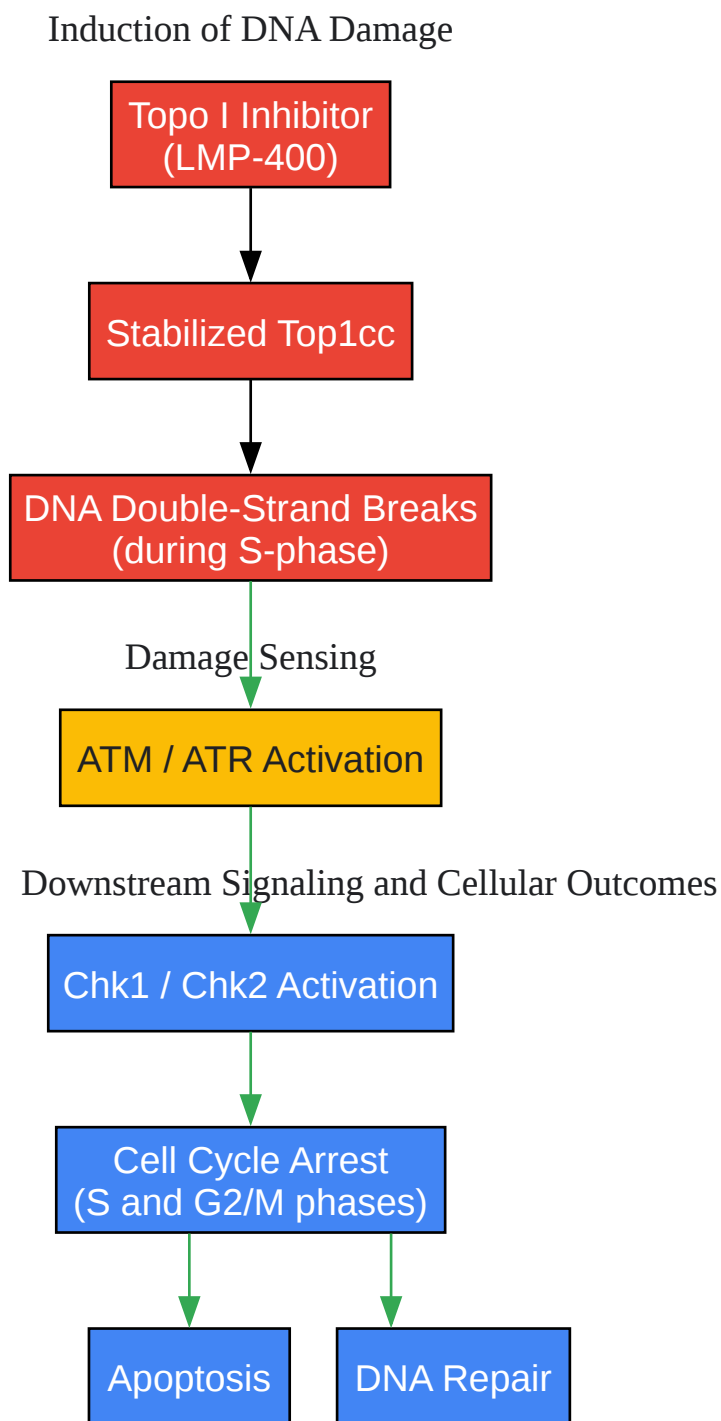 Induction of DNA Damage
Topo I Inhibitor
(LMP-400)
Stabilized Top1cc
DNA Double-Strand Breaks
(during S-phase)
Damage Sensing
ATM / ATR Activation
Downstream Signaling and Cellular Outcomes
Chk1 / Chk2 Activation
Cell Cycle Arrest
(S and G2/M phases)
Apoptosis
DNA Repair